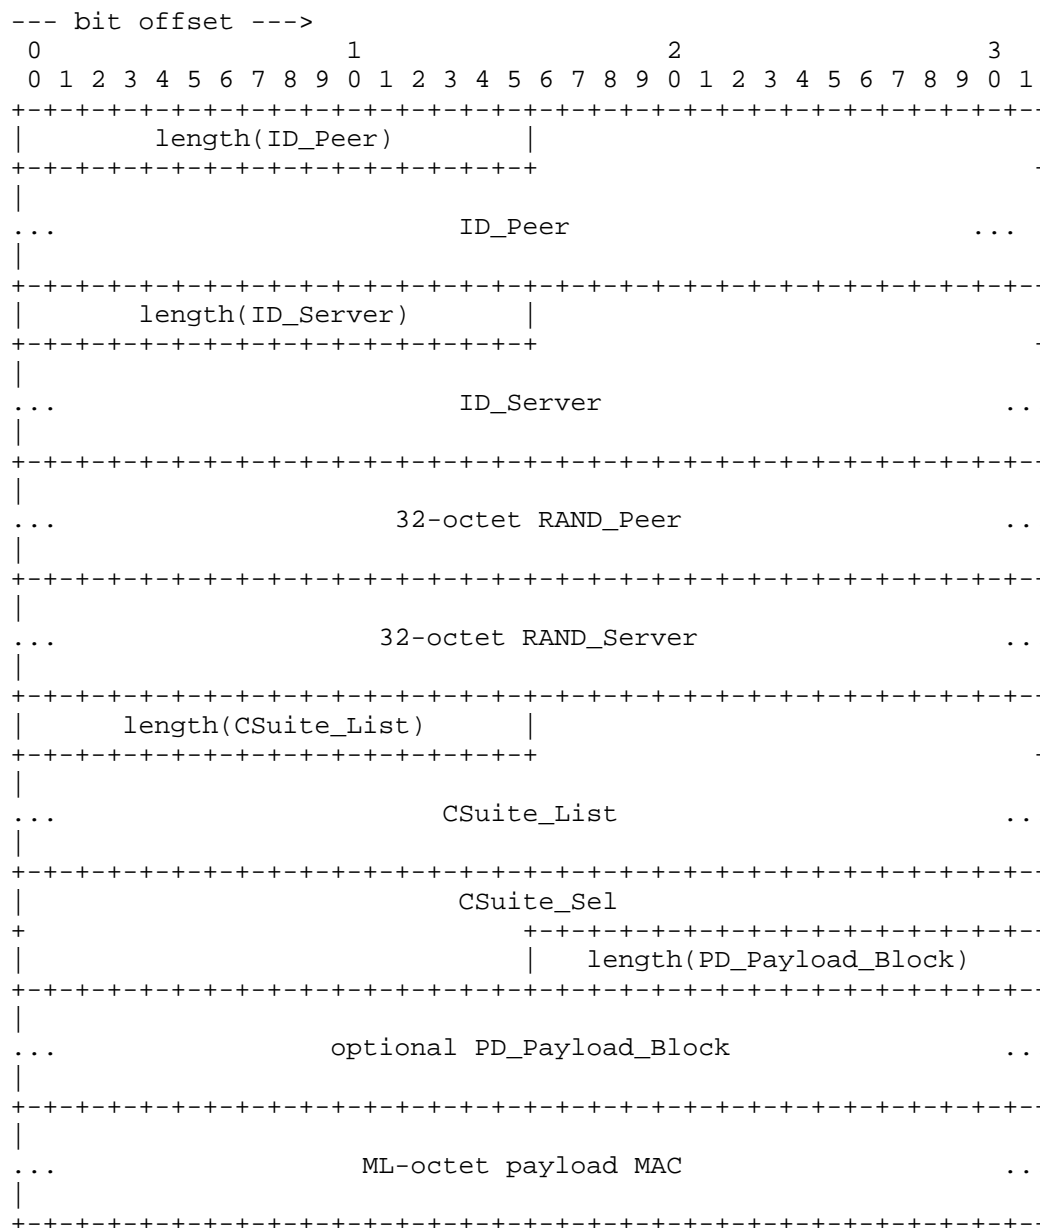 --- bit offset --->
 0                   1                   2                   3
 0 1 2 3 4 5 6 7 8 9 0 1 2 3 4 5 6 7 8 9 0 1 2 3 4 5 6 7 8 9 0 1
+-+-+-+-+-+-+-+-+-+-+-+-+-+-+-+-+-+-+-+-+-+-+-+-+-+-+-+-+-+-+-+-
|        length(ID_Peer)        |
+-+-+-+-+-+-+-+-+-+-+-+-+-+-+-+-+                               -
|
...                         ID_Peer                         ...
|
+-+-+-+-+-+-+-+-+-+-+-+-+-+-+-+-+-+-+-+-+-+-+-+-+-+-+-+-+-+-+-+-
|       length(ID_Server)       |
+-+-+-+-+-+-+-+-+-+-+-+-+-+-+-+-+                               -
|
...                         ID_Server                         ..
|
+-+-+-+-+-+-+-+-+-+-+-+-+-+-+-+-+-+-+-+-+-+-+-+-+-+-+-+-+-+-+-+-
|
...                     32-octet RAND_Peer                    ..
|
+-+-+-+-+-+-+-+-+-+-+-+-+-+-+-+-+-+-+-+-+-+-+-+-+-+-+-+-+-+-+-+-
|
...                    32-octet RAND_Server                   ..
|
+-+-+-+-+-+-+-+-+-+-+-+-+-+-+-+-+-+-+-+-+-+-+-+-+-+-+-+-+-+-+-+-
|      length(CSuite_List)      |
+-+-+-+-+-+-+-+-+-+-+-+-+-+-+-+-+                               -
|
...                        CSuite_List                        ..
|
+-+-+-+-+-+-+-+-+-+-+-+-+-+-+-+-+-+-+-+-+-+-+-+-+-+-+-+-+-+-+-+-
|                           CSuite_Sel
+                               +-+-+-+-+-+-+-+-+-+-+-+-+-+-+-+-
|                               |   length(PD_Payload_Block)
+-+-+-+-+-+-+-+-+-+-+-+-+-+-+-+-+-+-+-+-+-+-+-+-+-+-+-+-+-+-+-+-
|
...                 optional PD_Payload_Block                 ..
|
+-+-+-+-+-+-+-+-+-+-+-+-+-+-+-+-+-+-+-+-+-+-+-+-+-+-+-+-+-+-+-+-
|
...                   ML-octet payload MAC                    ..
|
+-+-+-+-+-+-+-+-+-+-+-+-+-+-+-+-+-+-+-+-+-+-+-+-+-+-+-+-+-+-+-+-